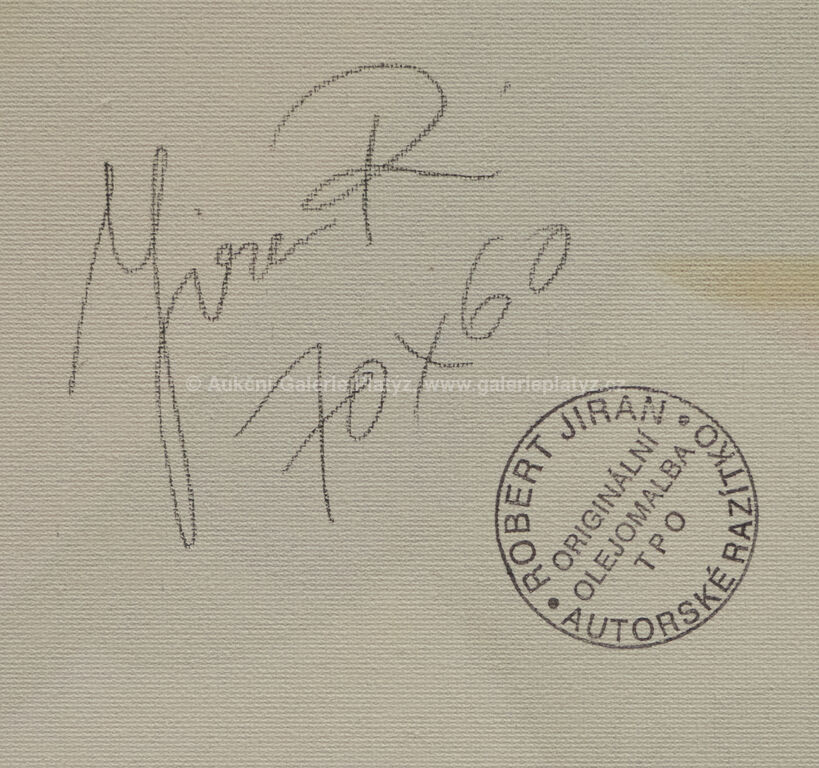 Jiran R
70x60
© Aukční Galerie Platýz /www.galerieplatyz.cz
ROBERT JIRAN • AUTORSKÉ RAZÍTKO •
ORIGINÁLNÍ
OLEJOMALBA
TPO